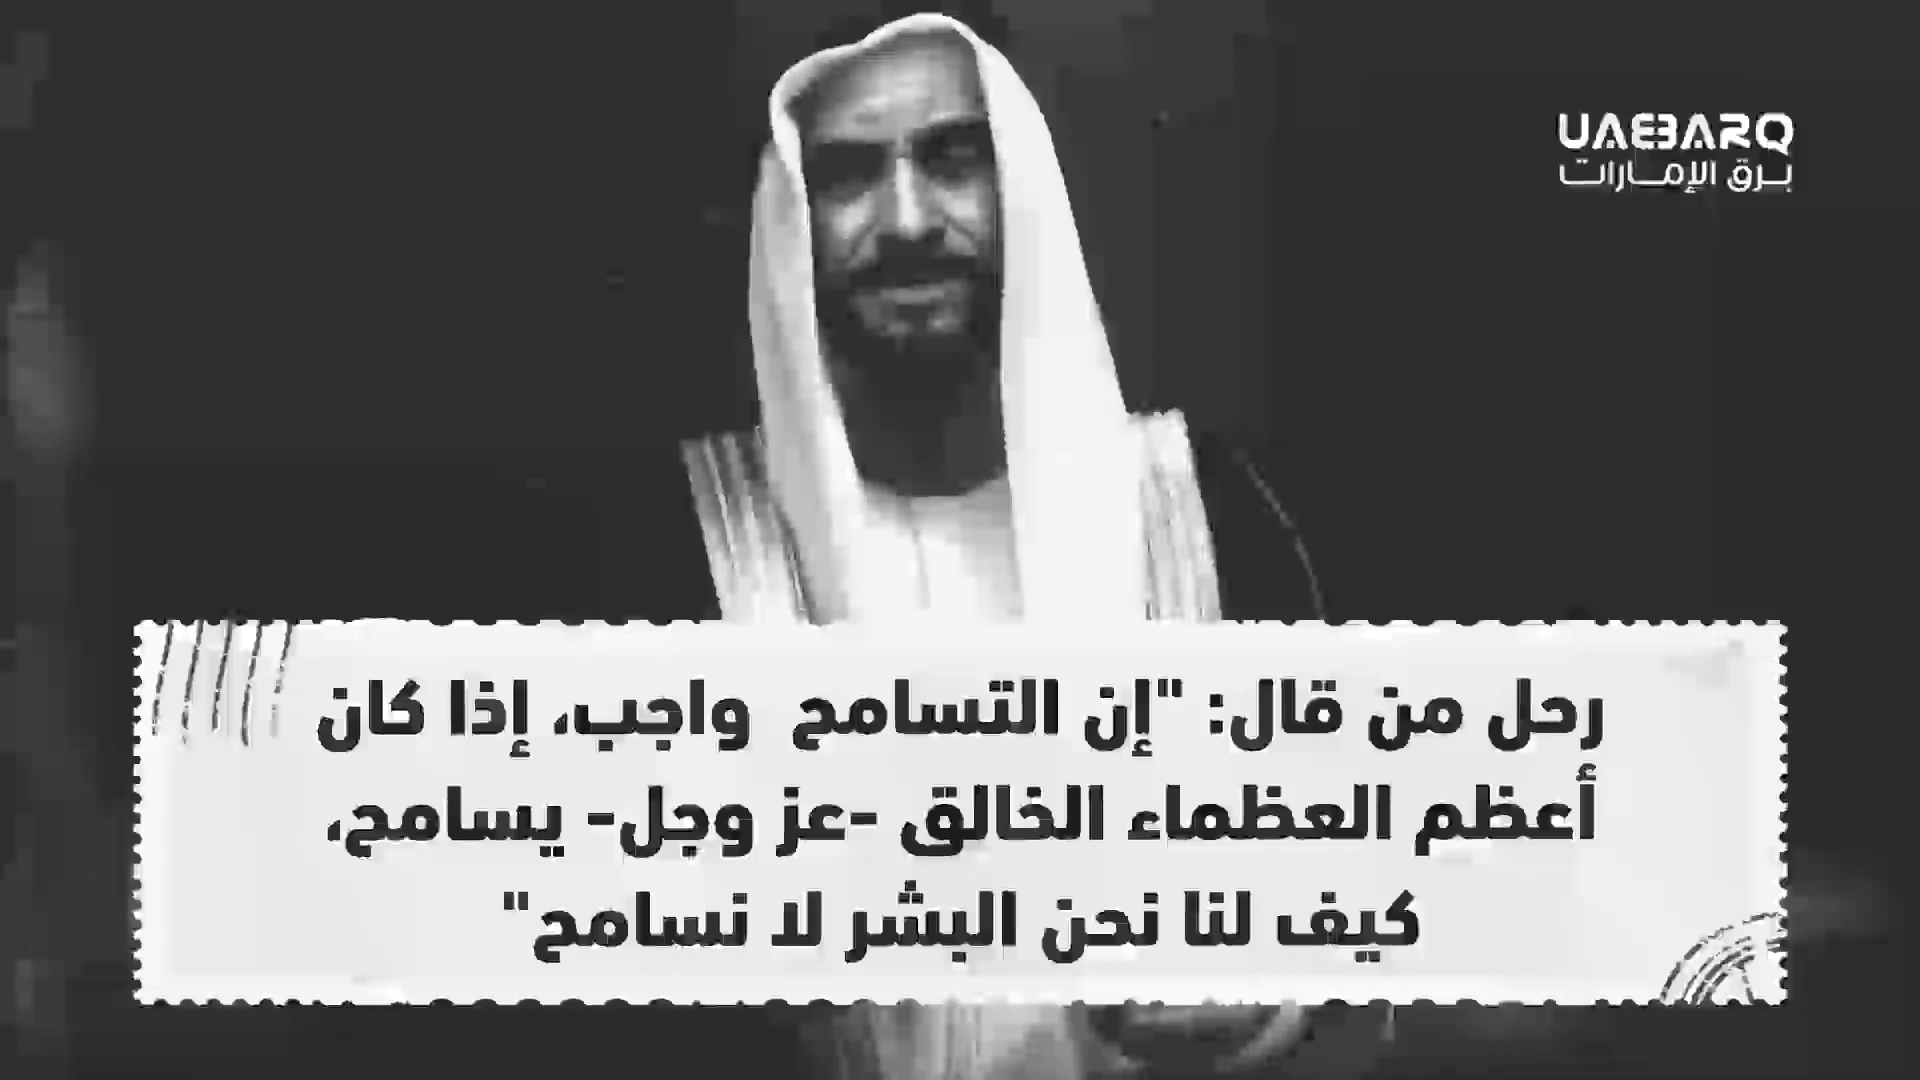 UAEBARQ
برق الإمارات
رحل من قال: "إن التسامح واجب، إذا كان
أعظم العظماء الخالق -عز وجل- يسامح،
كيف لنا نحن البشر لا نسامح"